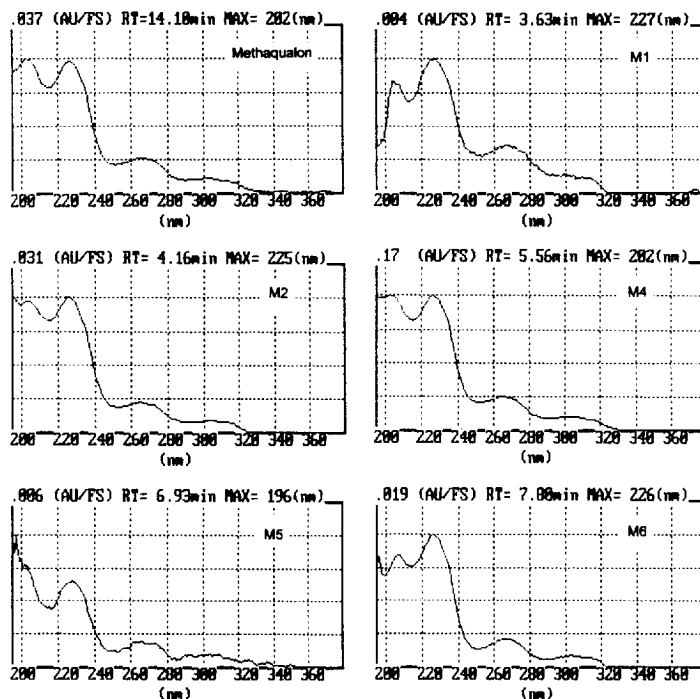 .037 (AU/FS) RT=14.10min MAX= 202(nm)
Methaqualon
200 220 240 260 280 300 320 340 360
(nm)
.004 (AU/FS) RT= 3.63min MAX= 227(nm)
M1
200 220 240 260 280 300 320 340 360
(nm)
.031 (AU/FS) RT= 4.16min MAX= 225(nm)
M2
200 220 240 260 280 300 320 340 360
(nm)
.17 (AU/FS) RT= 5.56min MAX= 202(nm)
M4
200 220 240 260 280 300 320 340 360
(nm)
.006 (AU/FS) RT= 6.93min MAX= 196(nm)
M5
200 220 240 260 280 300 320 340 360
(nm)
.019 (AU/FS) RT= 7.80min MAX= 226(nm)
M6
200 220 240 260 280 300 320 340 360
(nm)